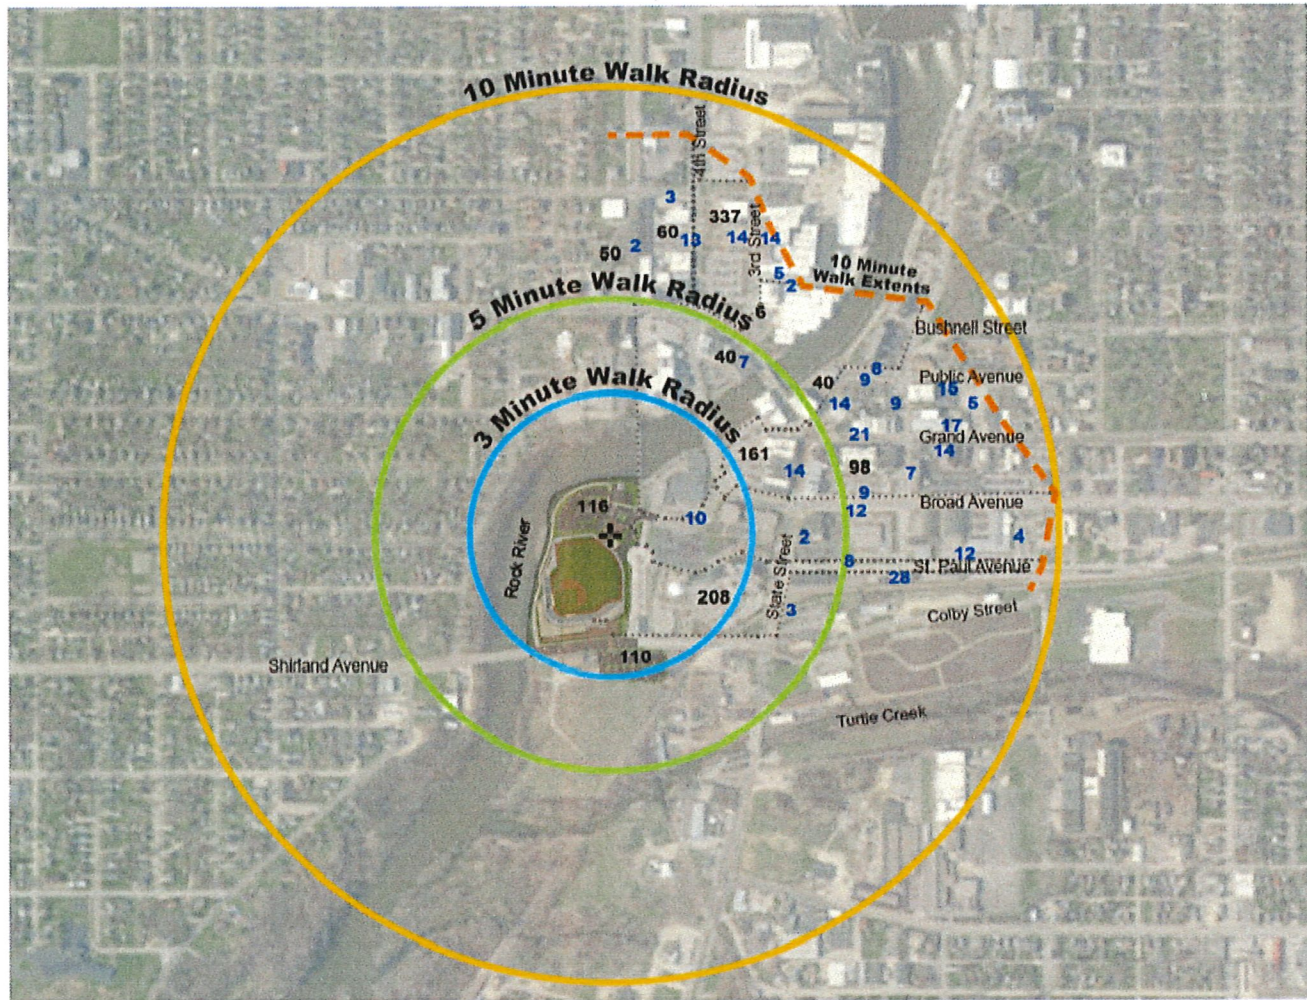 10 Minute Walk Radius
4th Street
3
337
60
13
14
14
3rd Street
50
2
5
2
10 Minute
Walk Extents
5 Minute Walk Radius
6
Bushnell Street
40
7
8
9
40
Public Avenue
15
14
9
5
3 Minute Walk Radius
17
21
Grand Avenue
14
161
14
98
7
9
116
Broad Avenue
12
10
2
4
Rock River
State Street
8
12
St. Paul Avenue
28
208
3
Colby Street
110
Shirland Avenue
Turtle Creek